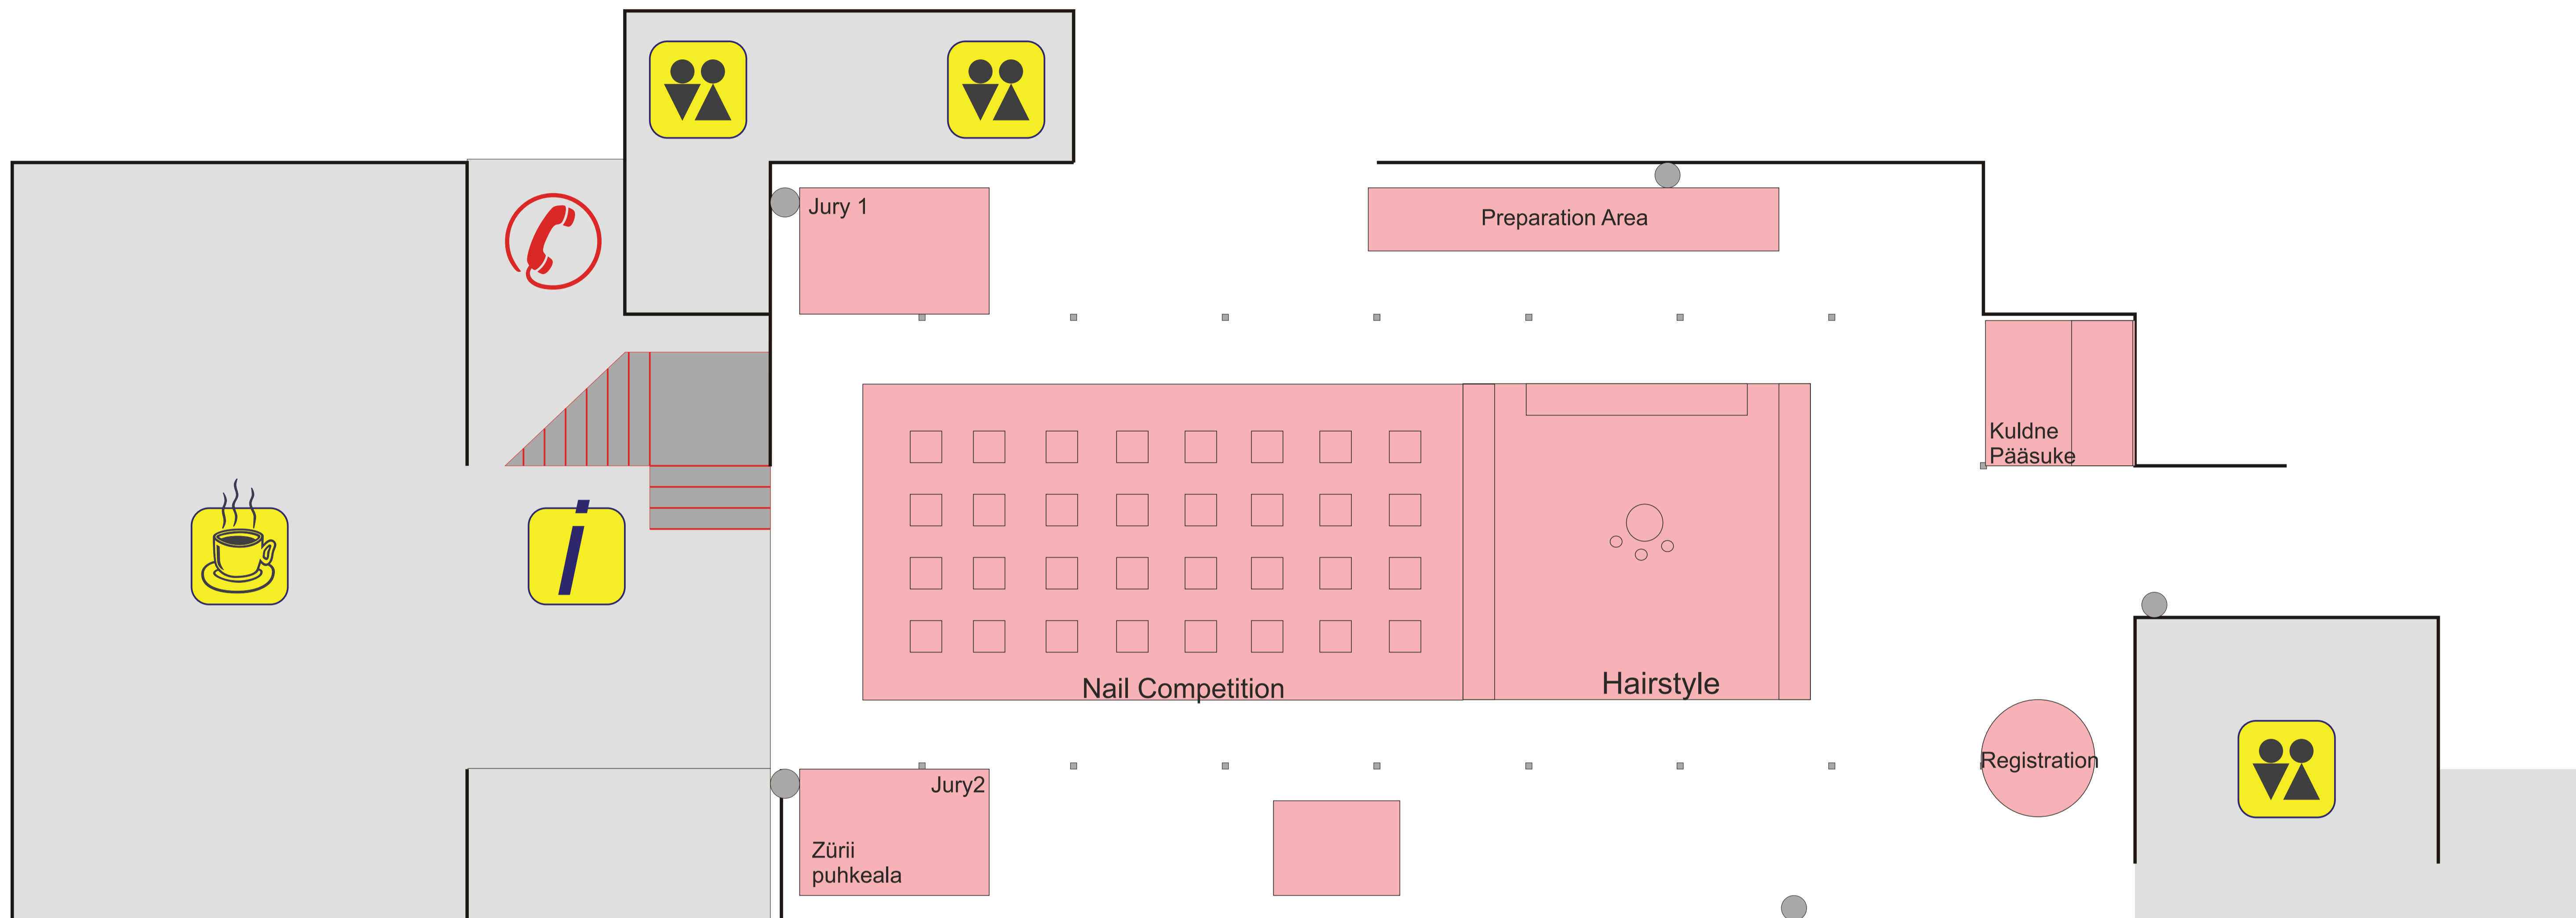 Jury 1
Preparation Area
Kuldne
Pääsuke
i
Nail Competition
Hairstyle
Registration
Jury2
Zürii
puhkeala